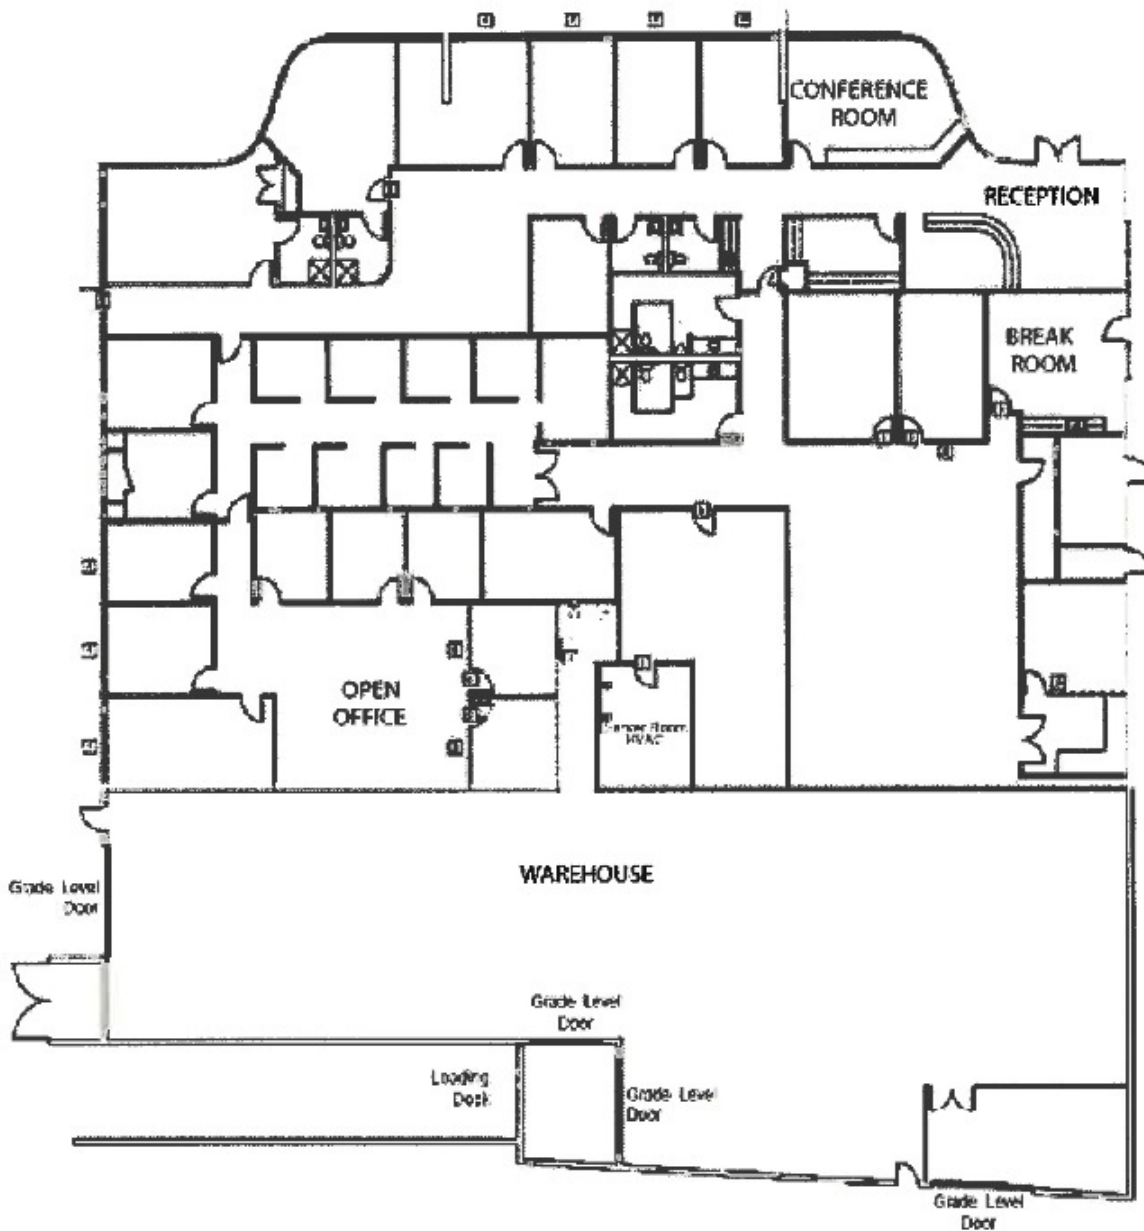 CONFERENCE
ROOM
RECEPTION
BREAK
ROOM
OPEN
OFFICE
HVAC
WAREHOUSE
Grade Level
Door
Grade Level
Door
Loading
Dock
Grade Level
Door
Grade Level
Door